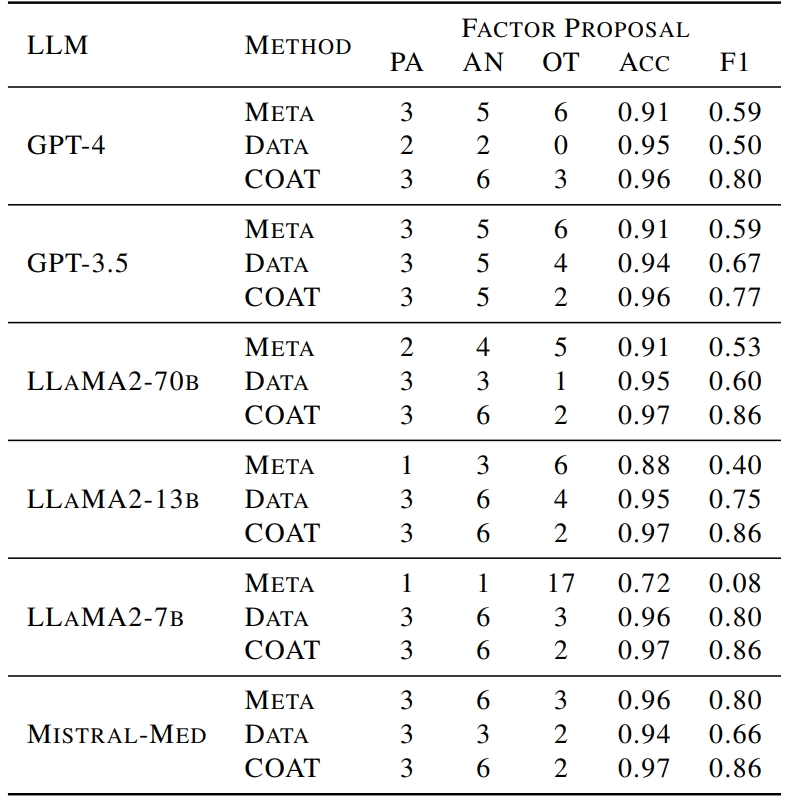 LLM METHOD FACTOR PROPOSAL
PA AN OT ACC F1
META 3 5 6 0.91 0.59
GPT-4 DATA 2 2 0 0.95 0.50
COAT 3 6 3 0.96 0.80
META 3 5 6 0.91 0.59
GPT-3.5 DATA 3 5 4 0.94 0.67
COAT 3 5 2 0.96 0.77
META 2 4 5 0.91 0.53
LLAMA2-70B DATA 3 3 1 0.95 0.60
COAT 3 6 2 0.97 0.86
META 1 3 6 0.88 0.40
LLAMA2-13B DATA 3 6 4 0.95 0.75
COAT 3 6 2 0.97 0.86
META 1 1 17 0.72 0.08
LLAMA2-7B DATA 3 6 3 0.96 0.80
COAT 3 6 2 0.97 0.86
META 3 6 3 0.96 0.80
MISTRAL-MED DATA 3 3 2 0.94 0.66
COAT 3 6 2 0.97 0.86